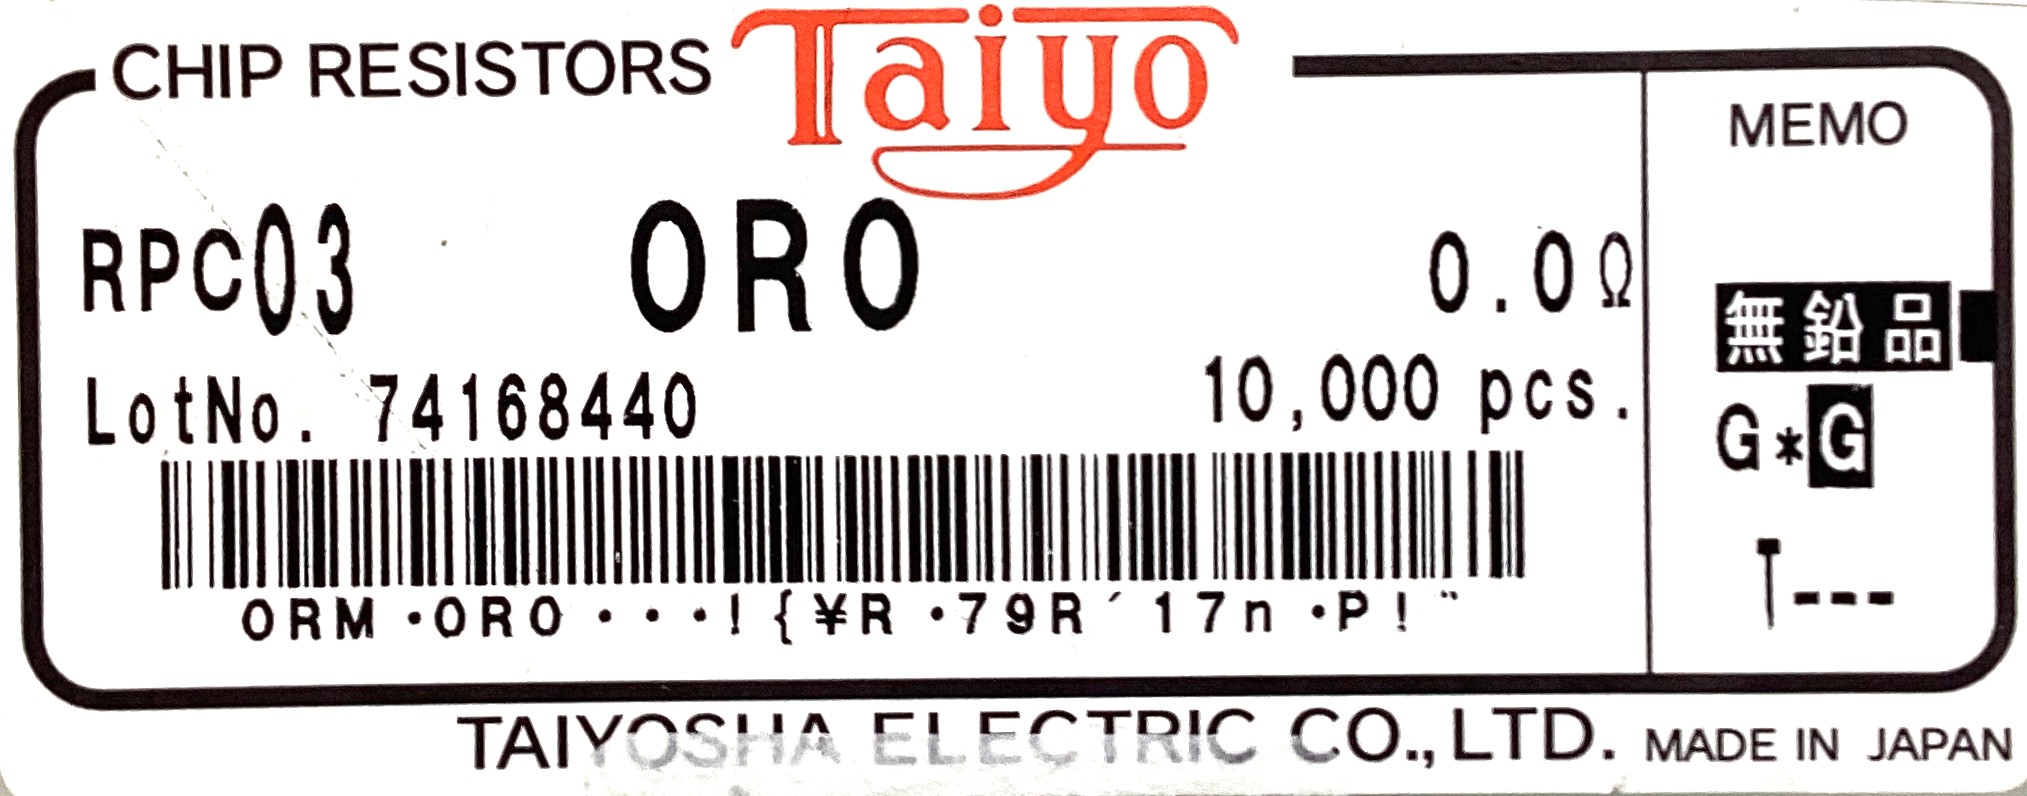 CHIP RESISTORS Taiyo
RPC03 0R0 0.0Ω
LotNo. 74168440 10,000 pcs.
0RM・0R0・・・!{¥R・79R´17n・P!¨
MEMO
無鉛品
G*G
T---
TAIYOSHA ELECTRIC CO.,LTD. MADE IN JAPAN